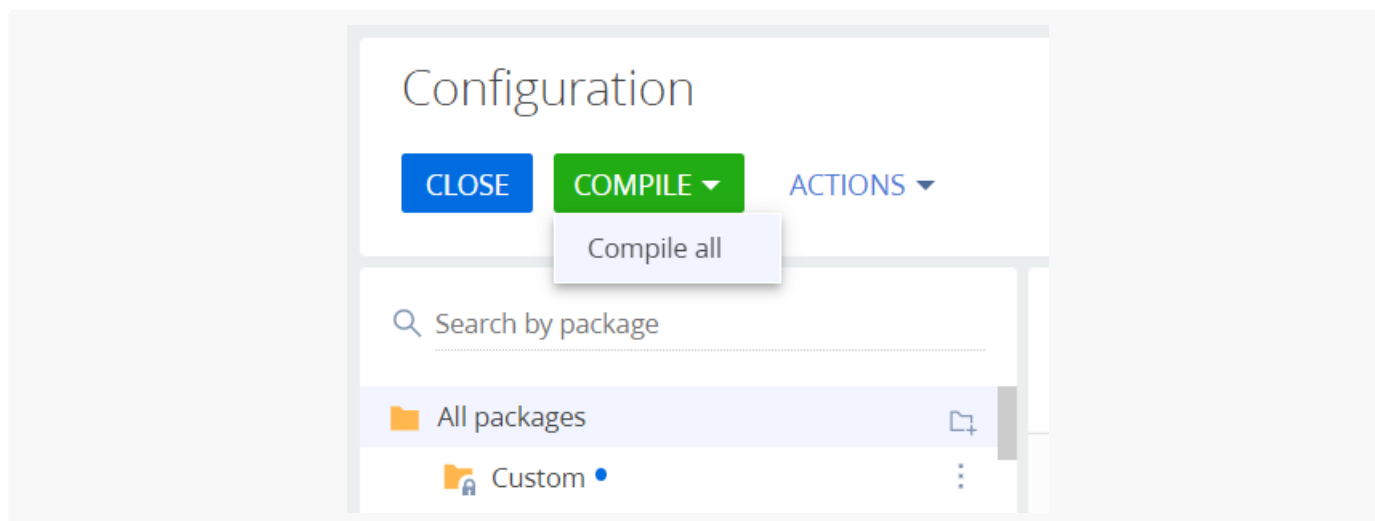 Configuration
CLOSE COMPILE ACTIONS
Compile all
Search by package
All packages
Custom